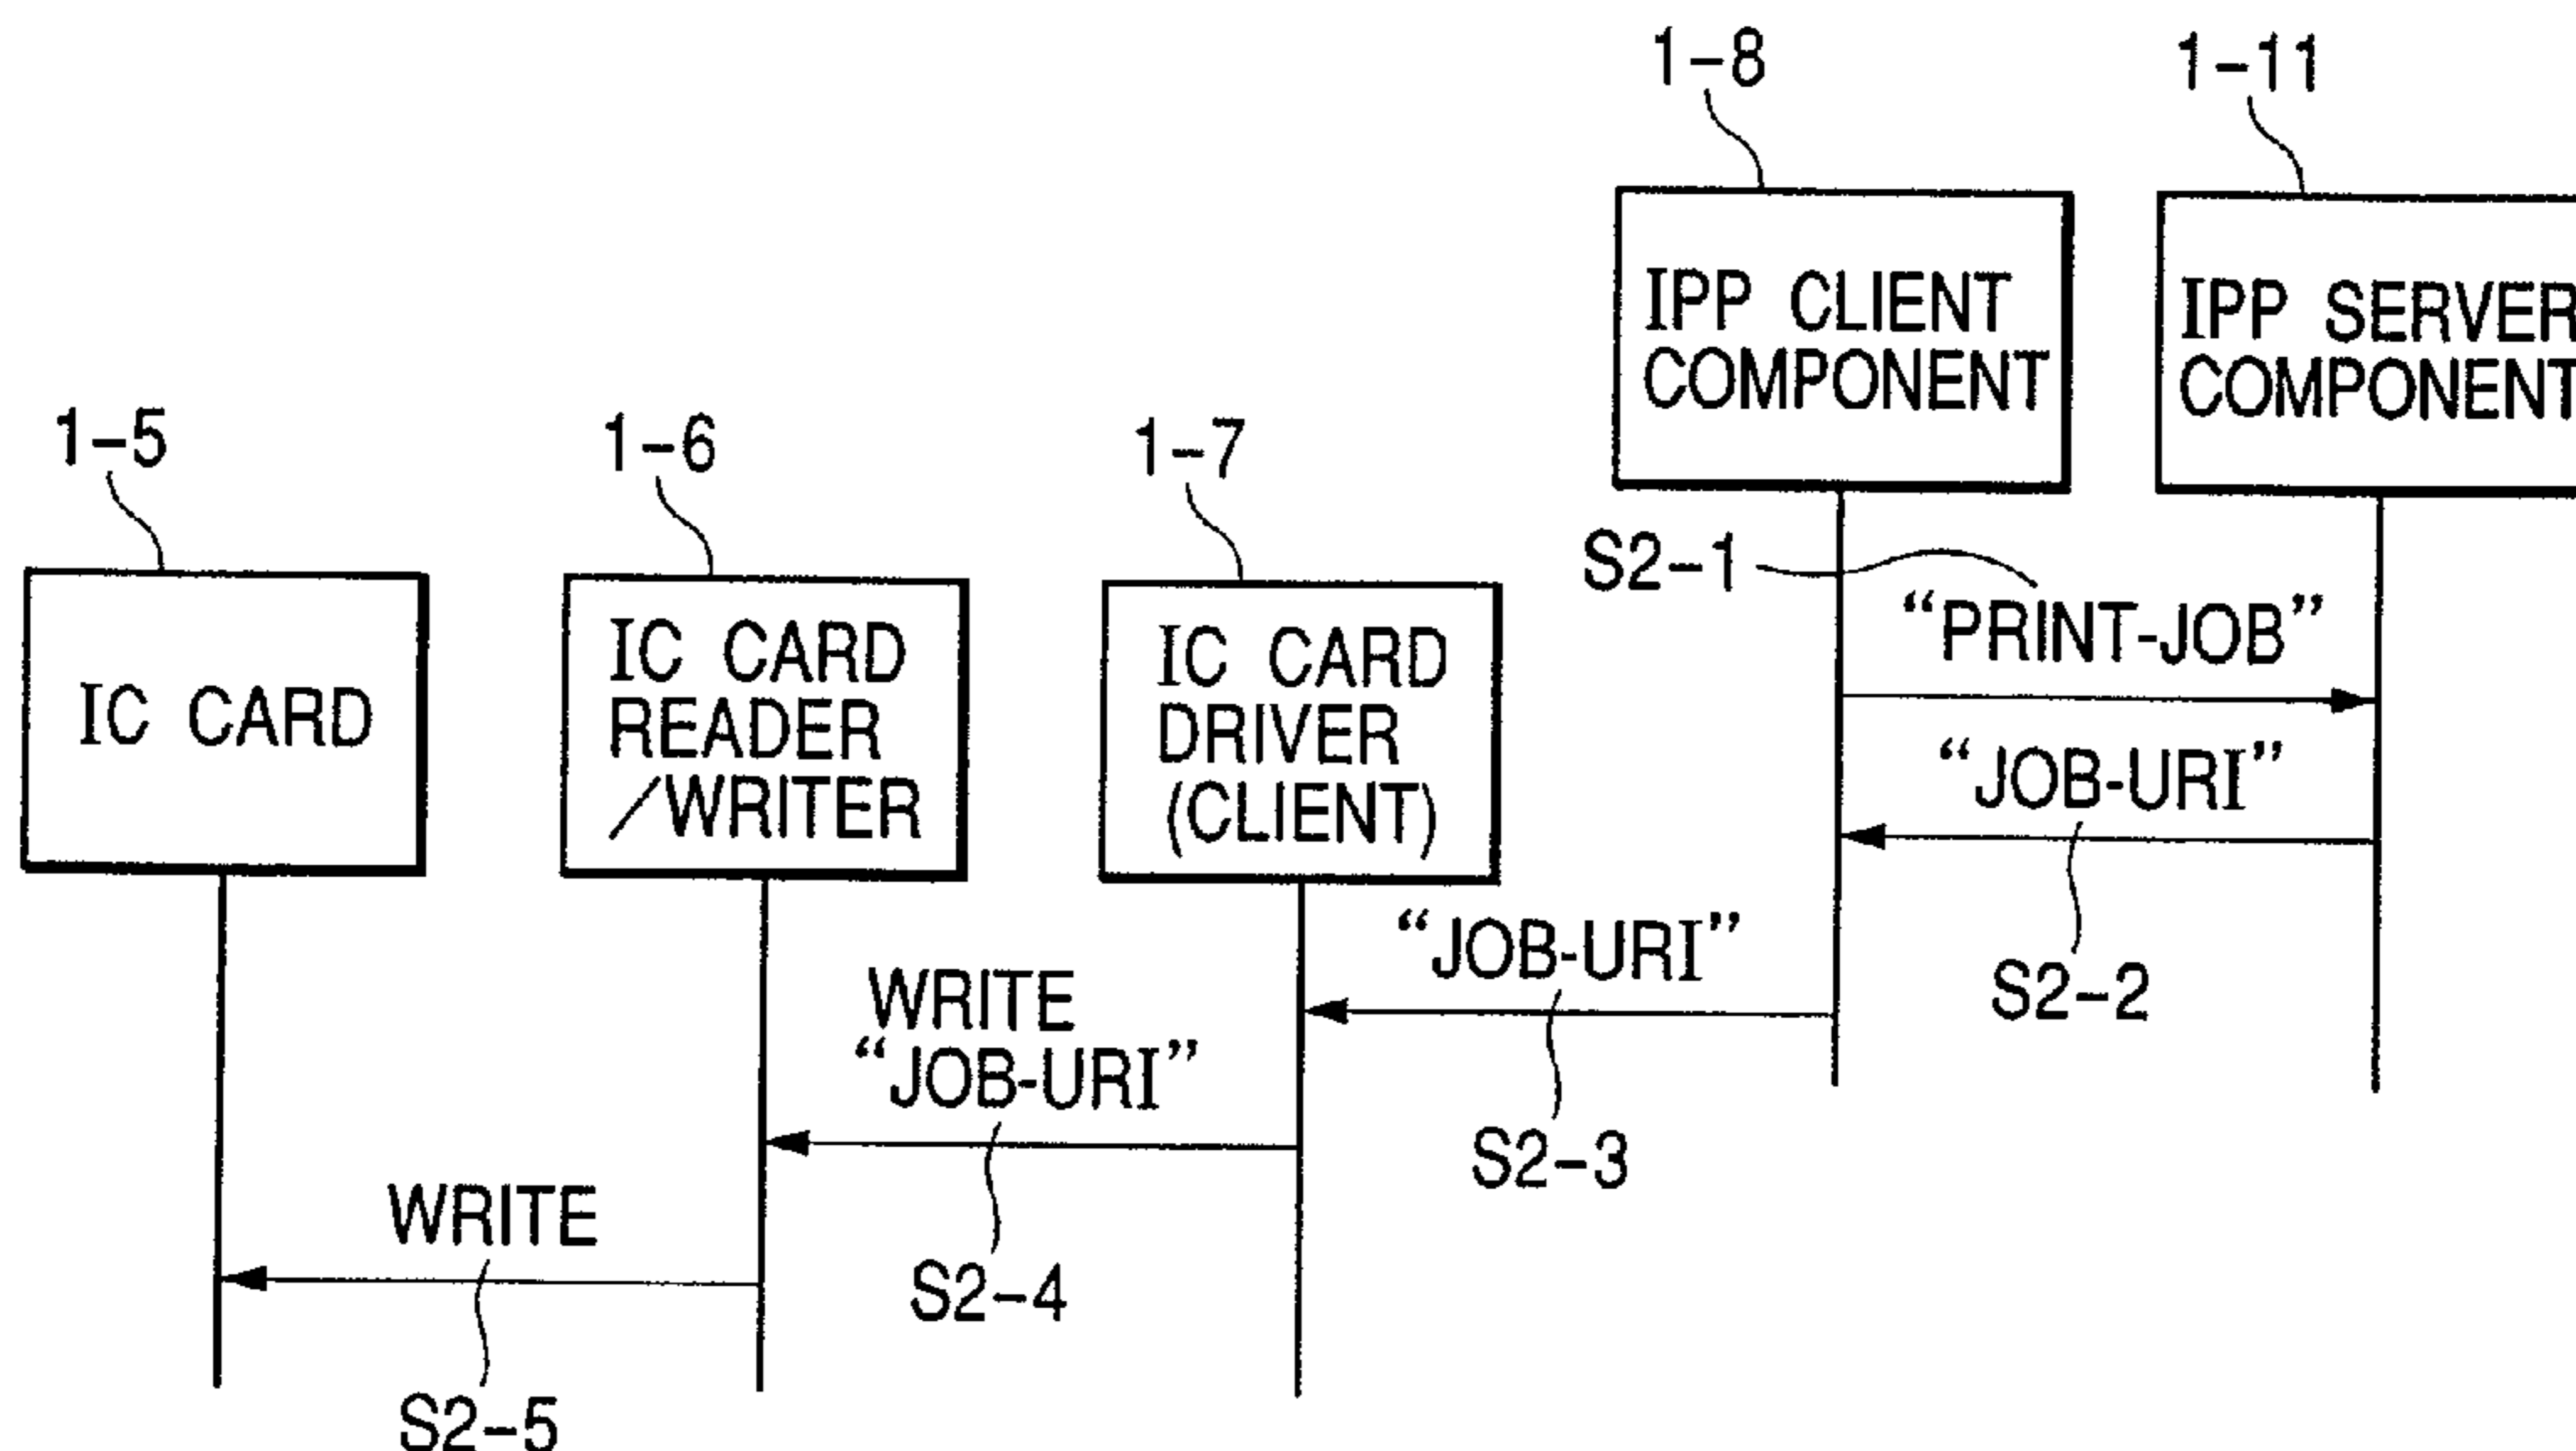 1-8
1-11
IPP CLIENT
COMPONENT
IPP SERVER
COMPONENT
1-5
1-6
1-7
IC CARD
IC CARD
READER
/WRITER
IC CARD
DRIVER
(CLIENT)
S2-1
“PRINT-JOB”
“JOB-URI”
S2-2
“JOB-URI”
S2-3
WRITE
“JOB-URI”
S2-4
WRITE
S2-5